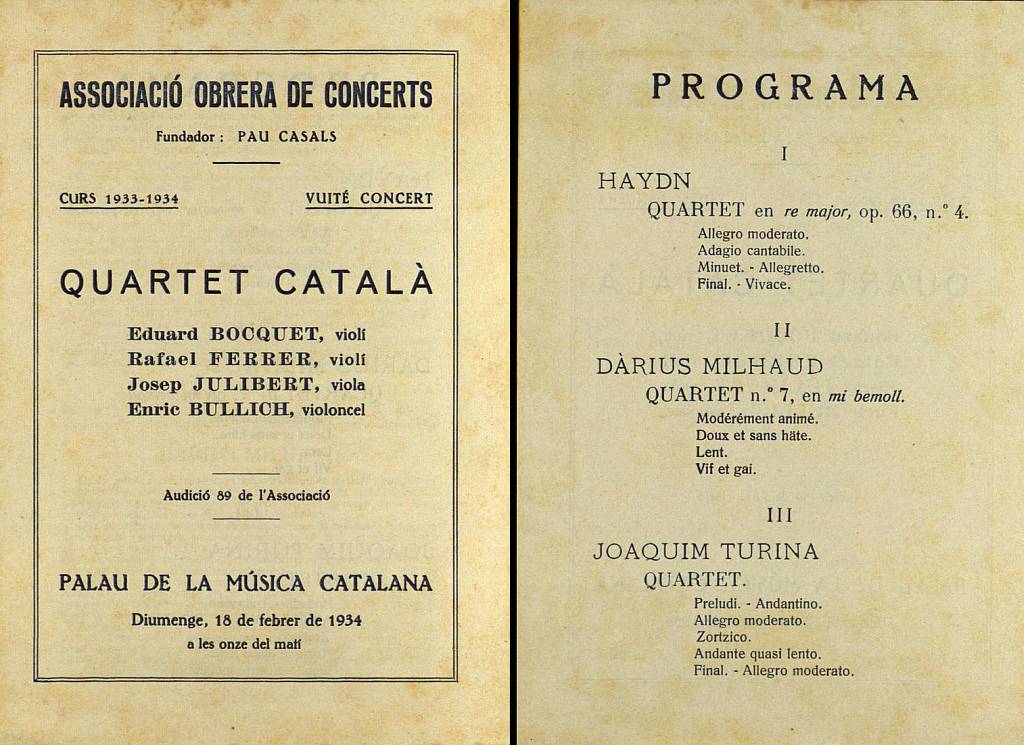 ASSOCIACIÓ OBRERA DE CONCERTS
Fundador : PAU CASALS
CURS 1933-1934 VUITÉ CONCERT
QUARTET CATALÀ
Eduard BOCQUET, violí
Rafael FERRER, violí
Josep JULIBERT, viola
Enric BULLICH, violoncel
Audició 89 de l'Associació
PALAU DE LA MÚSICA CATALANA
Diumenge, 18 de febrer de 1934
a les onze del matí
PROGRAMA
I
HAYDN
QUARTET en re major, op. 66, n.º 4.
Allegro moderato.
Adagio cantabile.
Minuet. - Allegretto.
Final. - Vivace.
II
DÀRIUS MILHAUD
QUARTET n.º 7, en mi bemoll.
Modérément animé.
Doux et sans häte.
Lent.
Vif et gai.
III
JOAQUIM TURINA
QUARTET.
Preludi. - Andantino.
Allegro moderato.
Zortzico.
Andante quasi lento.
Final. - Allegro moderato.